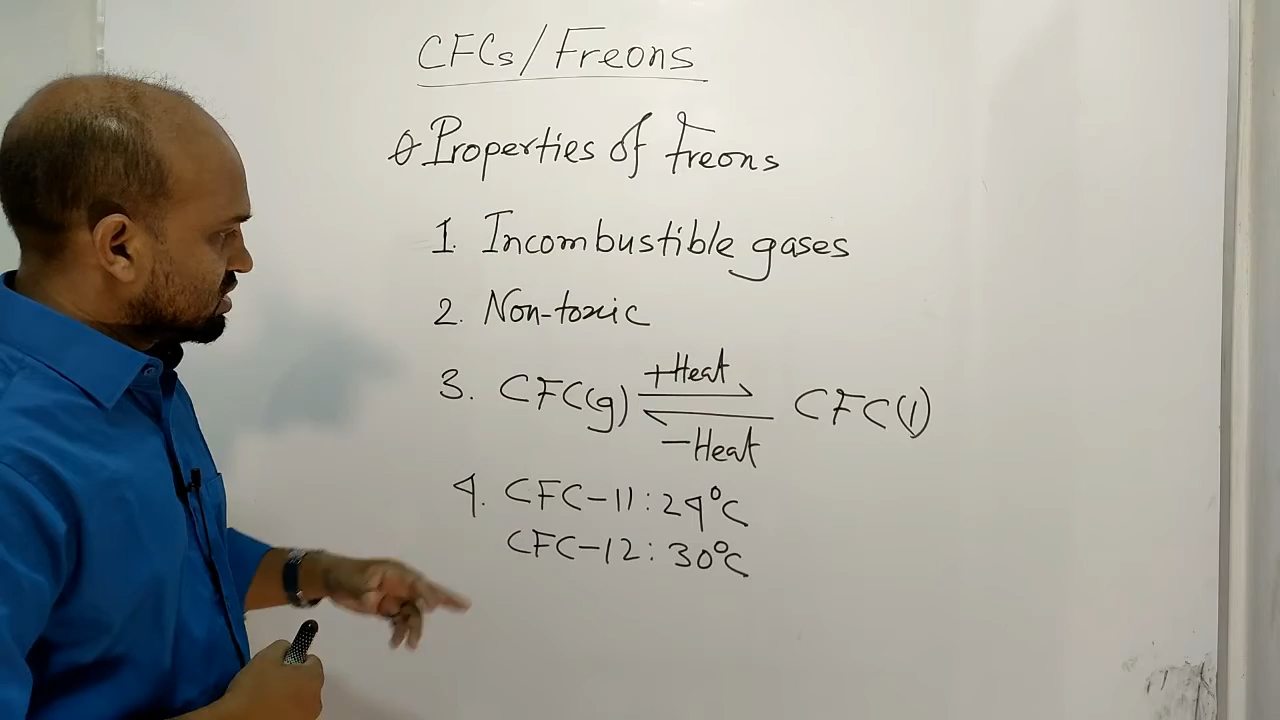 CFCs/Freons
Properties of freons
1. Incombustible gases
2. Non-toxic
3. CFC(g) +Heat ⇌ -Heat CFC(l)
4. CFC-11: 24°C
CFC-12: 30°C